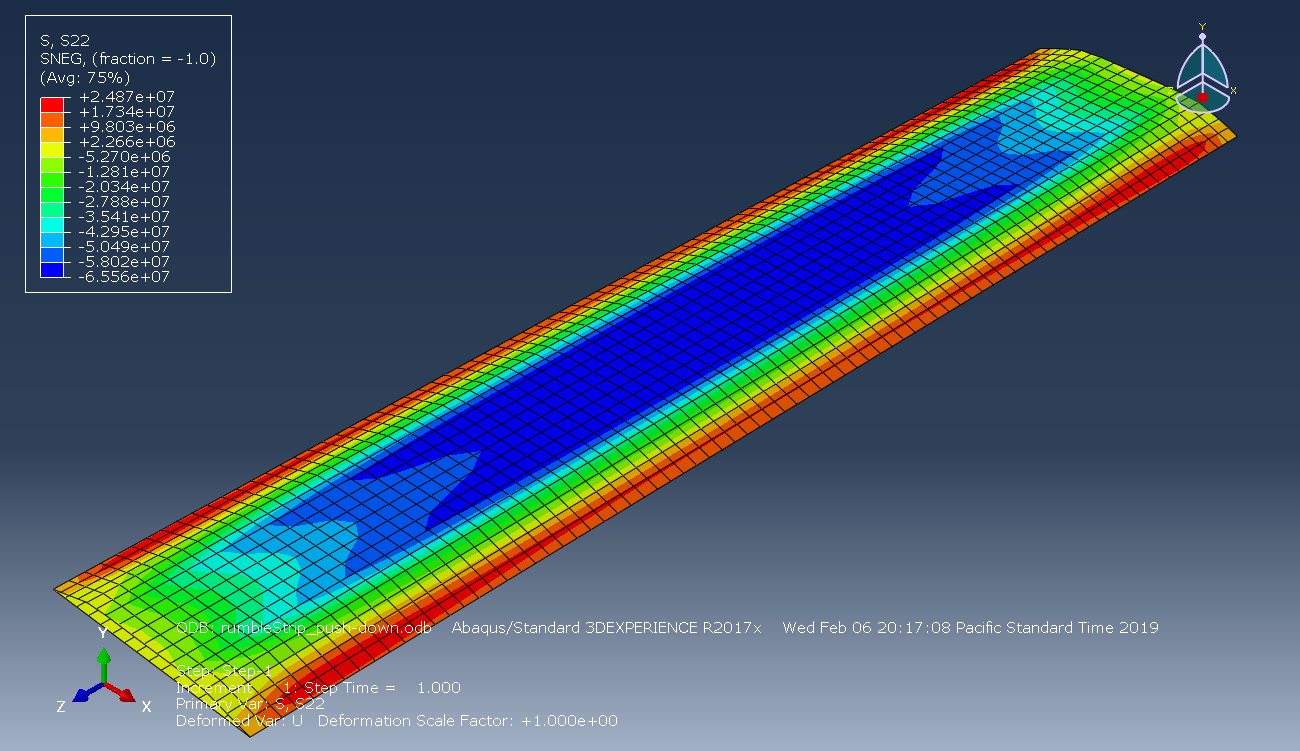 S, S22
SNEG, (fraction = -1.0)
(Avg: 75%)
+2.487e+07
+1.734e+07
+9.803e+06
+2.266e+06
-5.270e+06
-1.281e+07
-2.034e+07
-2.788e+07
-3.541e+07
-4.295e+07
-5.049e+07
-5.802e+07
-6.556e+07
Y
X
Y
Z
X
ODB: rumbleStrip_push-down.odb Abaqus/Standard 3DEXPERIENCE R2017x Wed Feb 06 20:17:08 Pacific Standard Time 2019
Step: Step-1
Increment 1: Step Time = 1.000
Primary Var: S, S22
Deformed Var: U Deformation Scale Factor: +1.000e+00